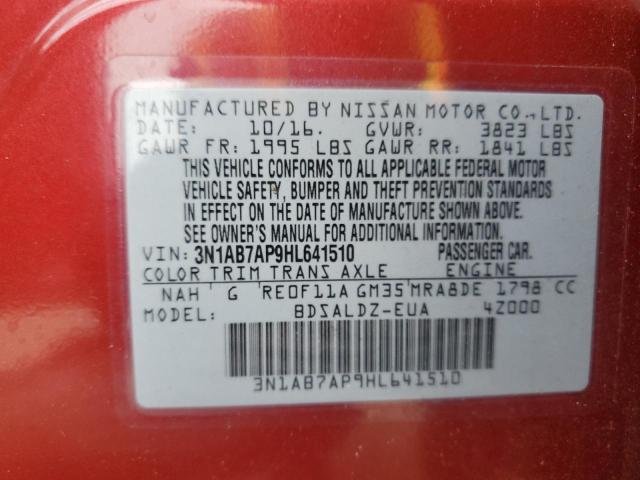 MANUFACTURED BY NISSAN MOTOR CO., LTD.
DATE: 10/16. GVWR: 3823 LBS
GAWR FR: 1995 LBS GAWR RR: 1841 LBS
THIS VEHICLE CONFORMS TO ALL APPLICABLE FEDERAL MOTOR
VEHICLE SAFETY, BUMPER AND THEFT PREVENTION STANDARDS
IN EFFECT ON THE DATE OF MANUFACTURE SHOWN ABOVE.
SEE OWNER'S MANUAL FOR ADDITIONAL INFORMATION.
VIN: 3N1AB7AP9HL641510 PASSENGER CAR.
COLOR TRIM TRANS AXLE ENGINE
NAH G RE0F11A GM35 MRA8DE 1798 CC
MODEL: BDSALDZ-EUA 4Z000
3N1AB7AP9HL641510